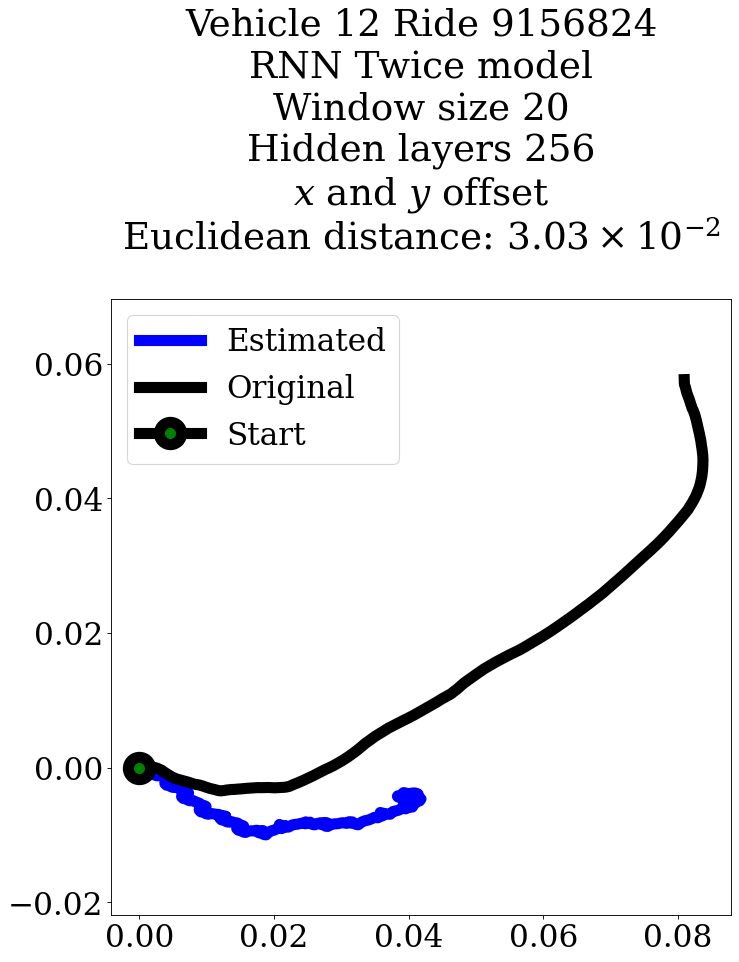 Vehicle 12 Ride 9156824
RNN Twice model
Window size 20
Hidden layers 256
x and y offset
Euclidean distance: 3.03 × 10⁻²
Estimated
Original
Start
0.06
0.04
0.02
0.00
−0.02
0.00 0.02 0.04 0.06 0.08